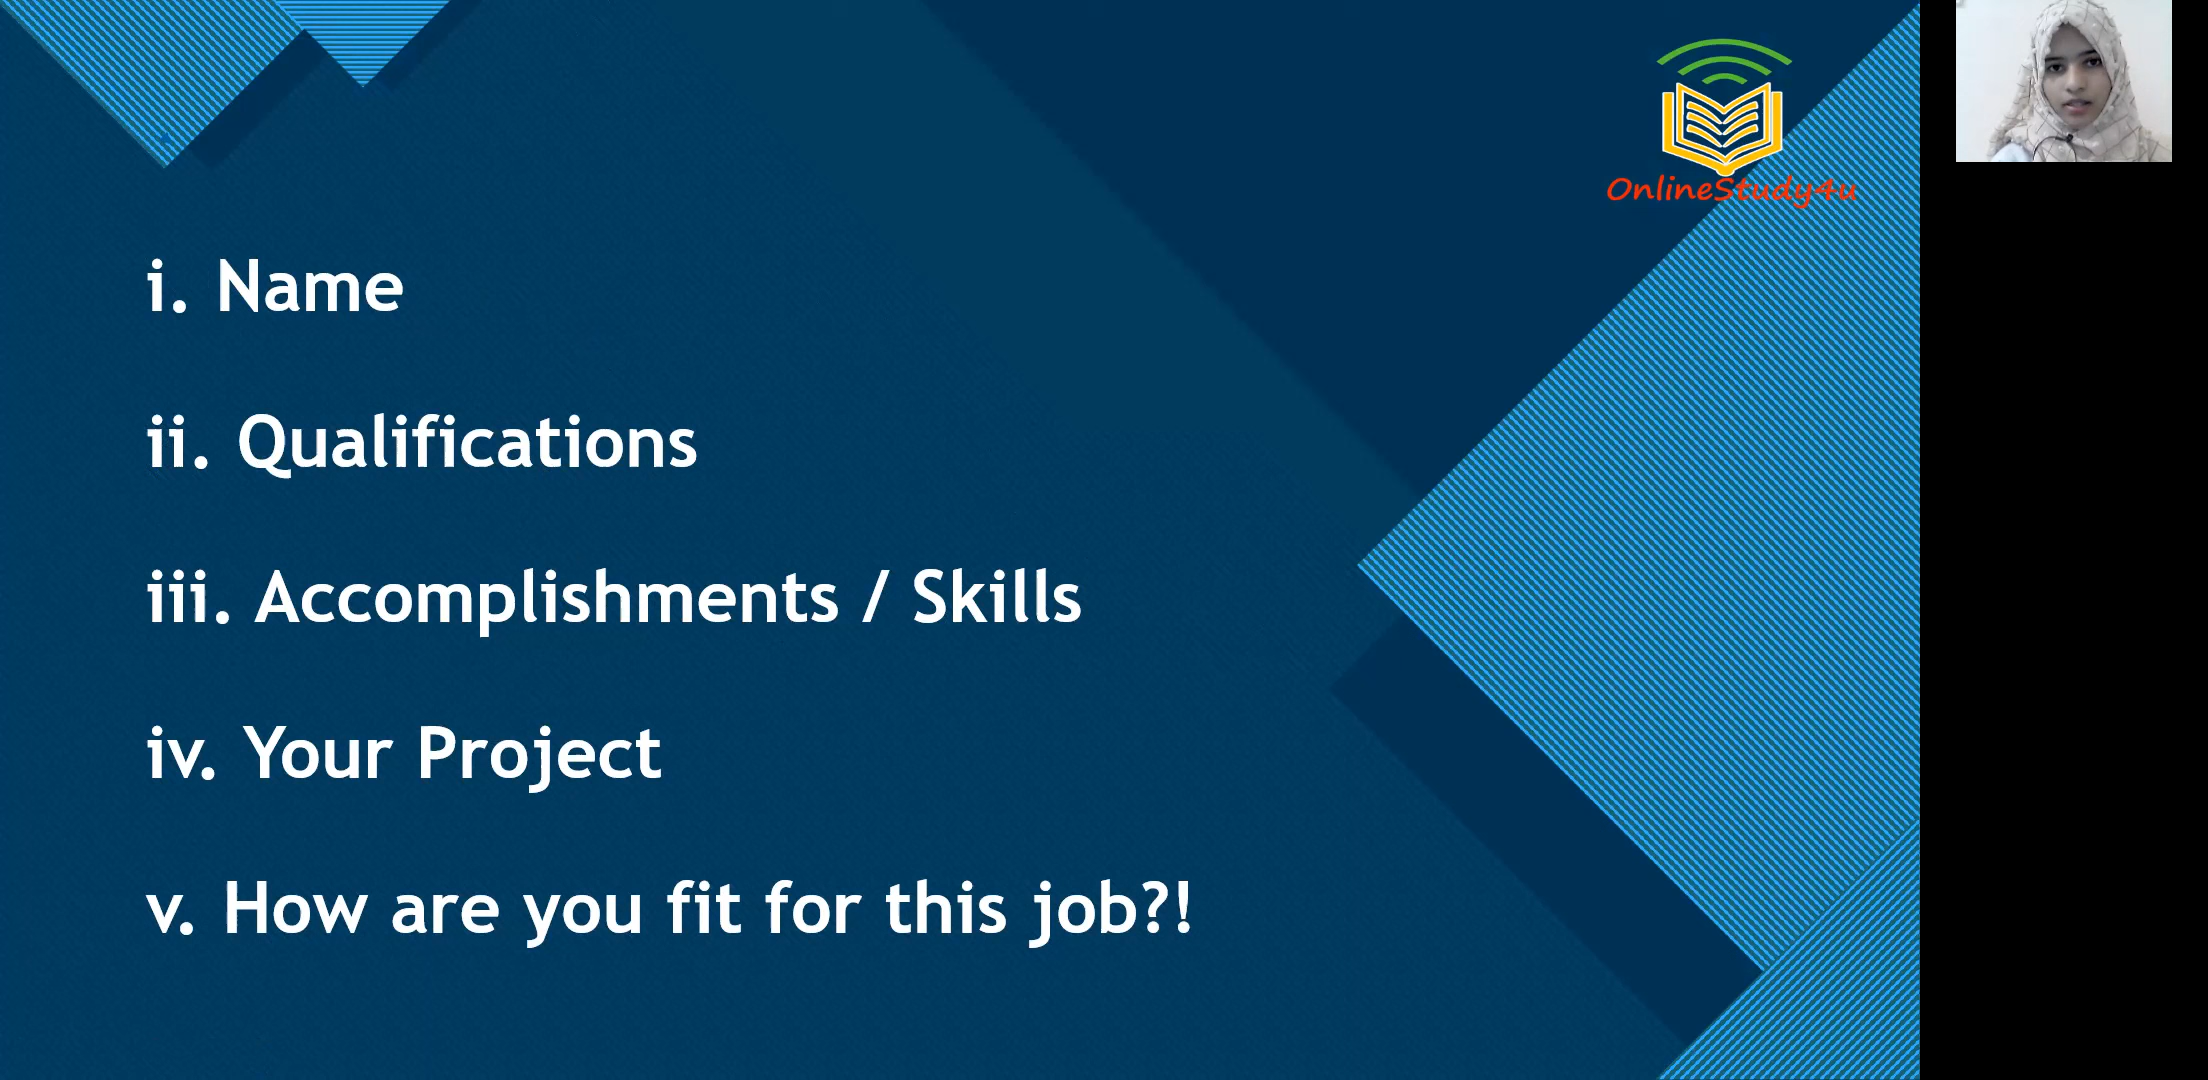 OnlineStudy4u
i. Name
ii. Qualifications
iii. Accomplishments / Skills
iv. Your Project
v. How are you fit for this job?!